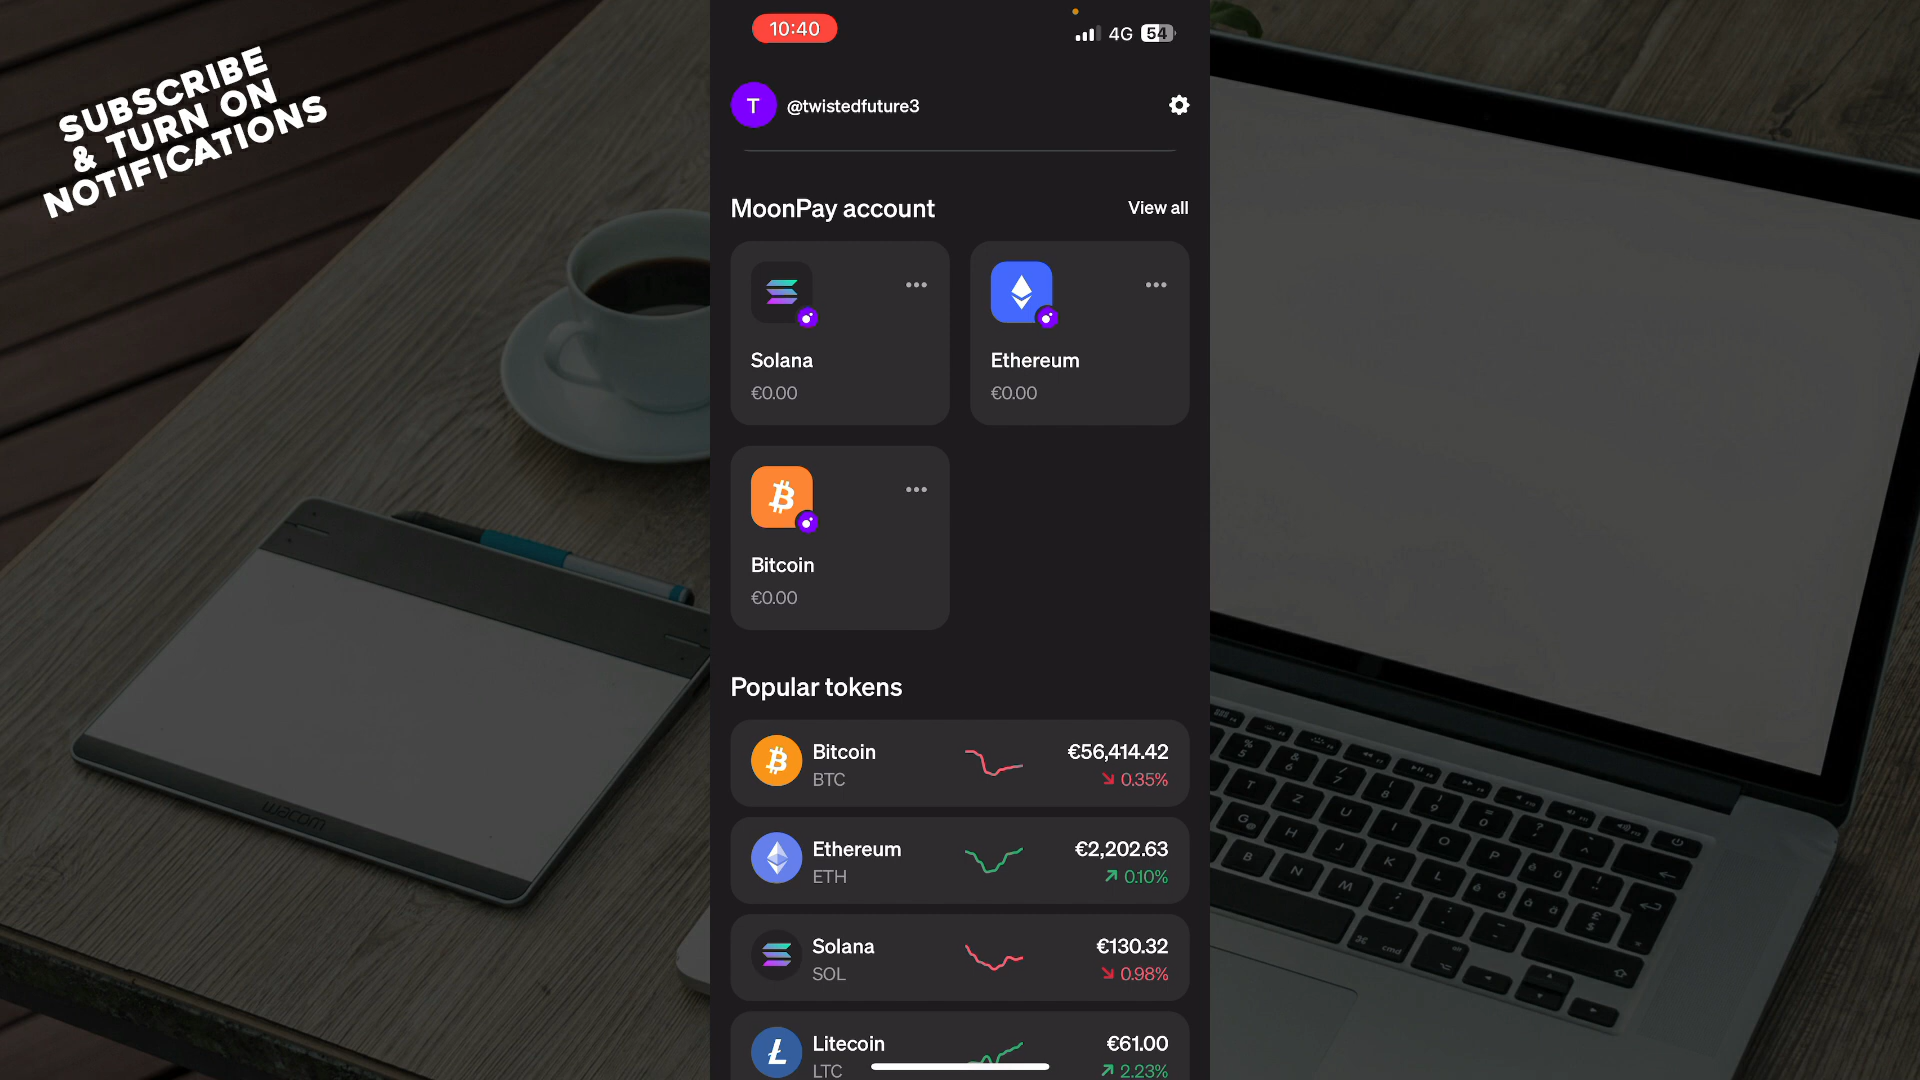 SUBSCRIBE
& TURN ON
NOTIFICATIONS
10:40
4G 54
T @twistedfuture3
MoonPay account View all
Solana
€0.00
Ethereum
€0.00
Bitcoin
€0.00
Popular tokens
Bitcoin €56,414.42
BTC 0.35%
Ethereum €2,202.63
ETH 0.10%
Solana €130.32
SOL 0.98%
Litecoin €61.00
LTC 2.23%
wacom